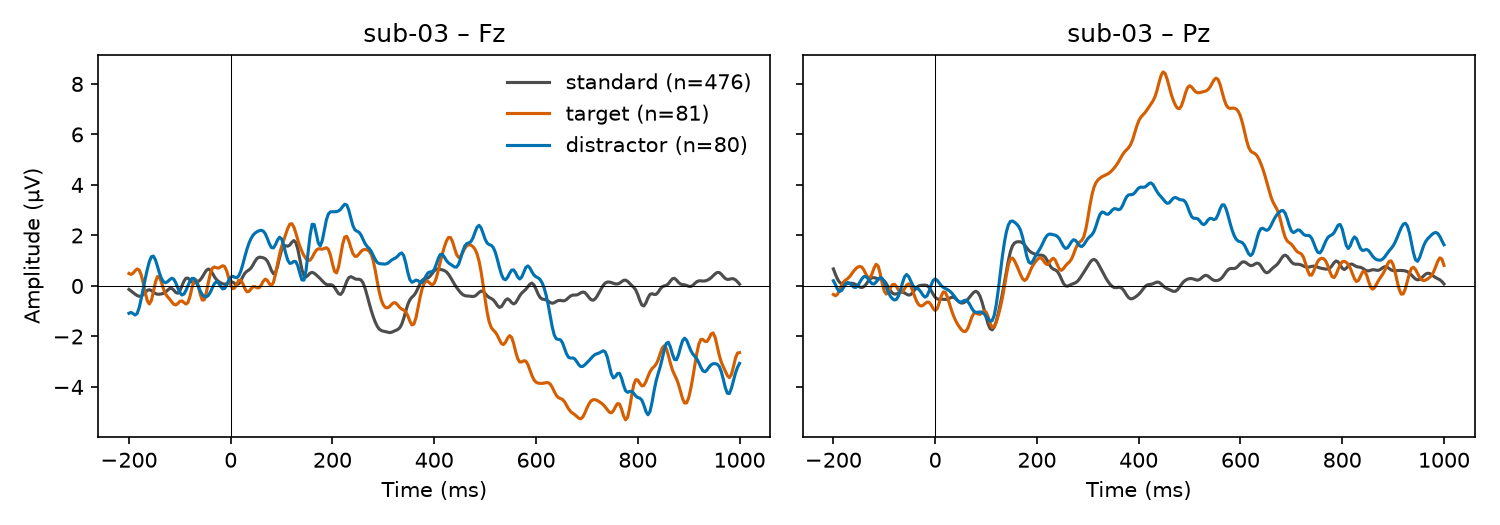 sub-03 – Fz
sub-03 – Pz
standard (n=476)
target (n=81)
distractor (n=80)
Amplitude (µV)
8
6
4
2
0
−2
−4
−200 0 200 400 600 800 1000
−200 0 200 400 600 800 1000
Time (ms)
Time (ms)